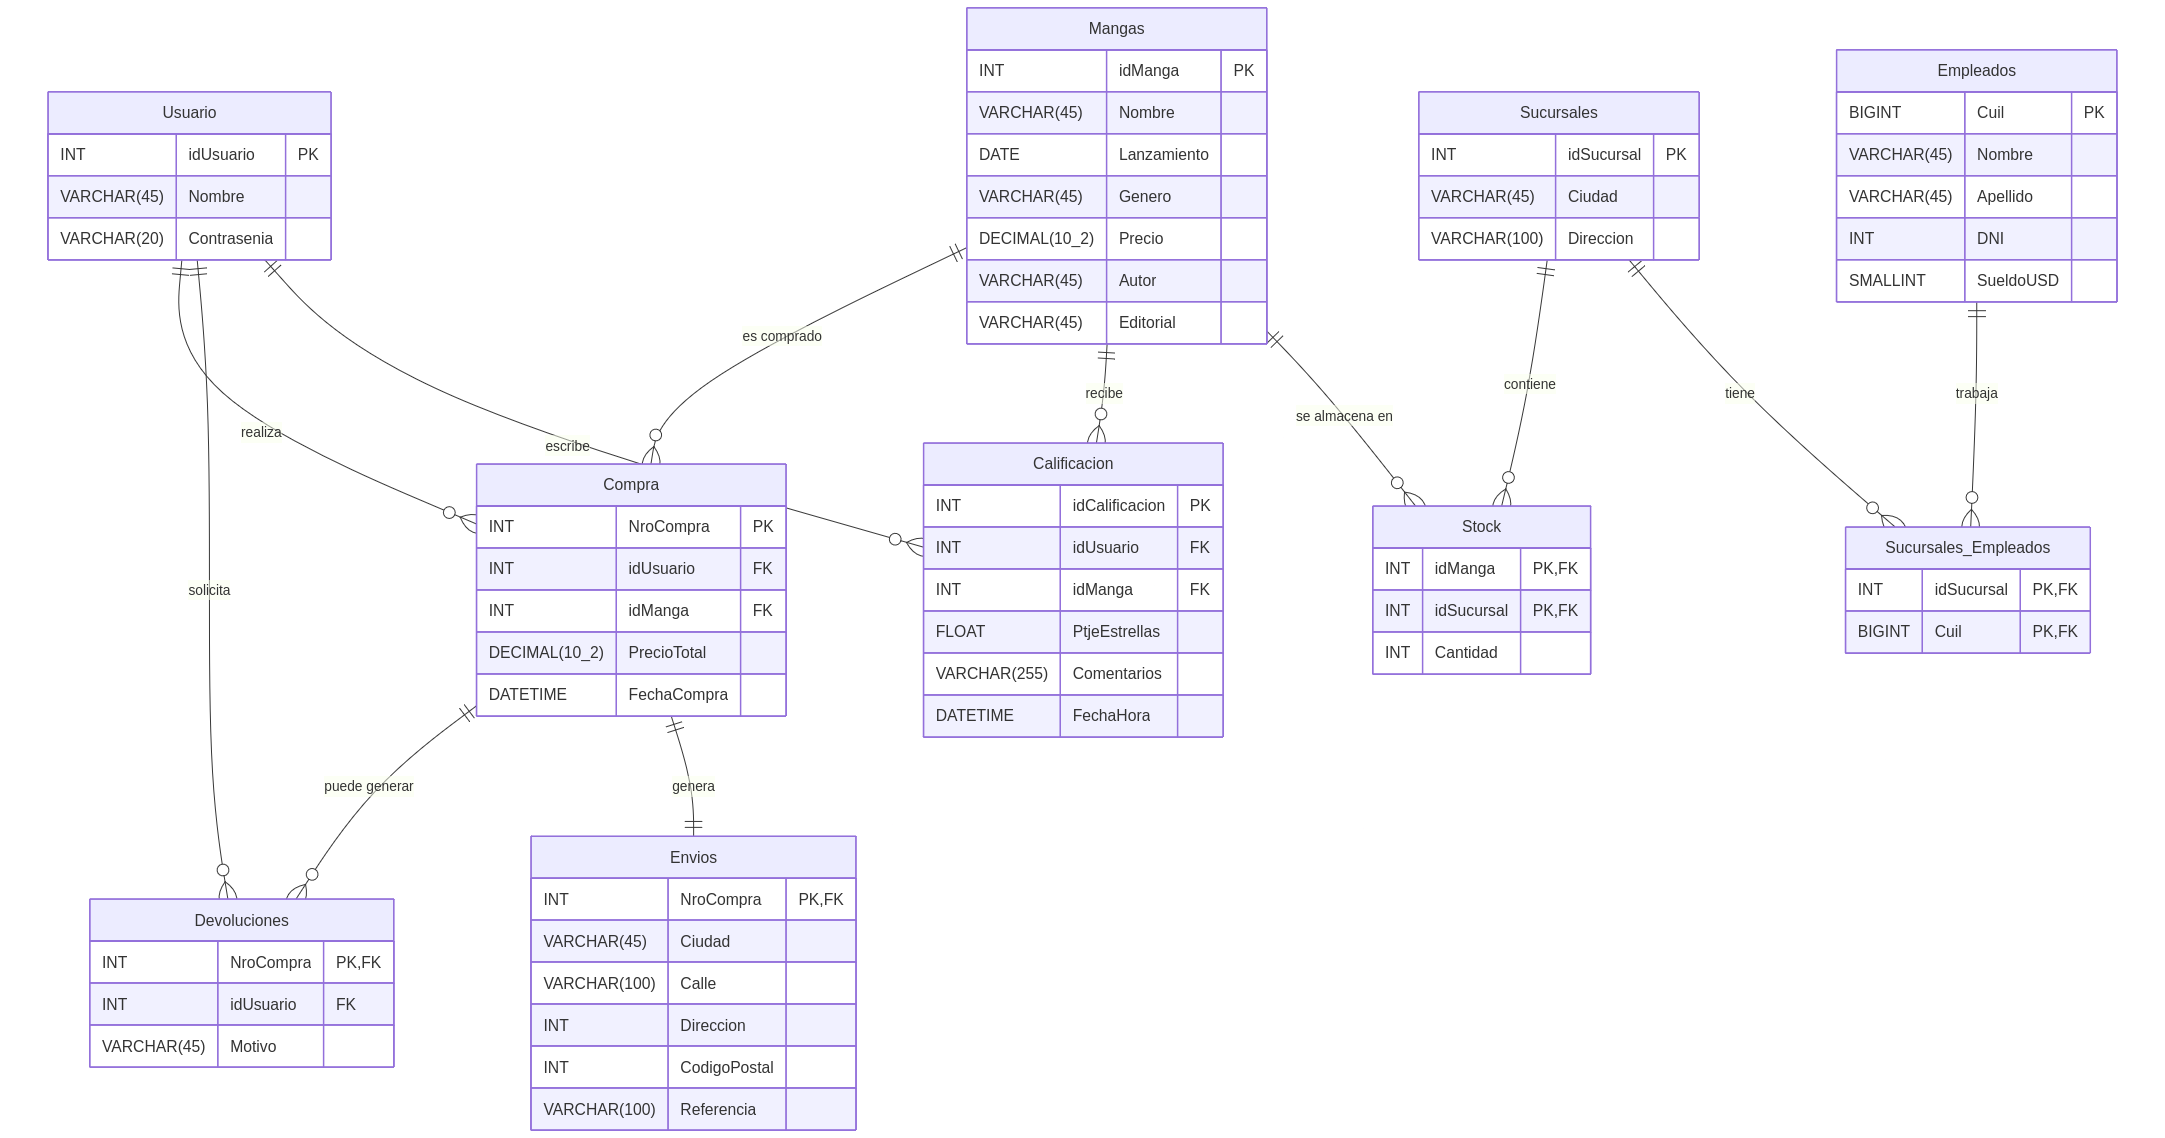 Mangas
INT idManga PK
VARCHAR(45) Nombre
DATE Lanzamiento
VARCHAR(45) Genero
DECIMAL(10_2) Precio
VARCHAR(45) Autor
VARCHAR(45) Editorial
Empleados
BIGINT Cuil PK
VARCHAR(45) Nombre
VARCHAR(45) Apellido
INT DNI
SMALLINT SueldoUSD
Usuario
INT idUsuario PK
VARCHAR(45) Nombre
VARCHAR(20) Contrasenia
Sucursales
INT idSucursal PK
VARCHAR(45) Ciudad
VARCHAR(100) Direccion
es comprado
recibe
se almacena en
contiene
tiene
trabaja
realiza
escribe
solicita
Compra
INT NroCompra PK
INT idUsuario FK
INT idManga FK
DECIMAL(10_2) PrecioTotal
DATETIME FechaCompra
Calificacion
INT idCalificacion PK
INT idUsuario FK
INT idManga FK
FLOAT PtjeEstrellas
VARCHAR(255) Comentarios
DATETIME FechaHora
Stock
INT idManga PK,FK
INT idSucursal PK,FK
INT Cantidad
Sucursales_Empleados
INT idSucursal PK,FK
BIGINT Cuil PK,FK
puede generar
genera
Devoluciones
INT NroCompra PK,FK
INT idUsuario FK
VARCHAR(45) Motivo
Envios
INT NroCompra PK,FK
VARCHAR(45) Ciudad
VARCHAR(100) Calle
INT Direccion
INT CodigoPostal
VARCHAR(100) Referencia